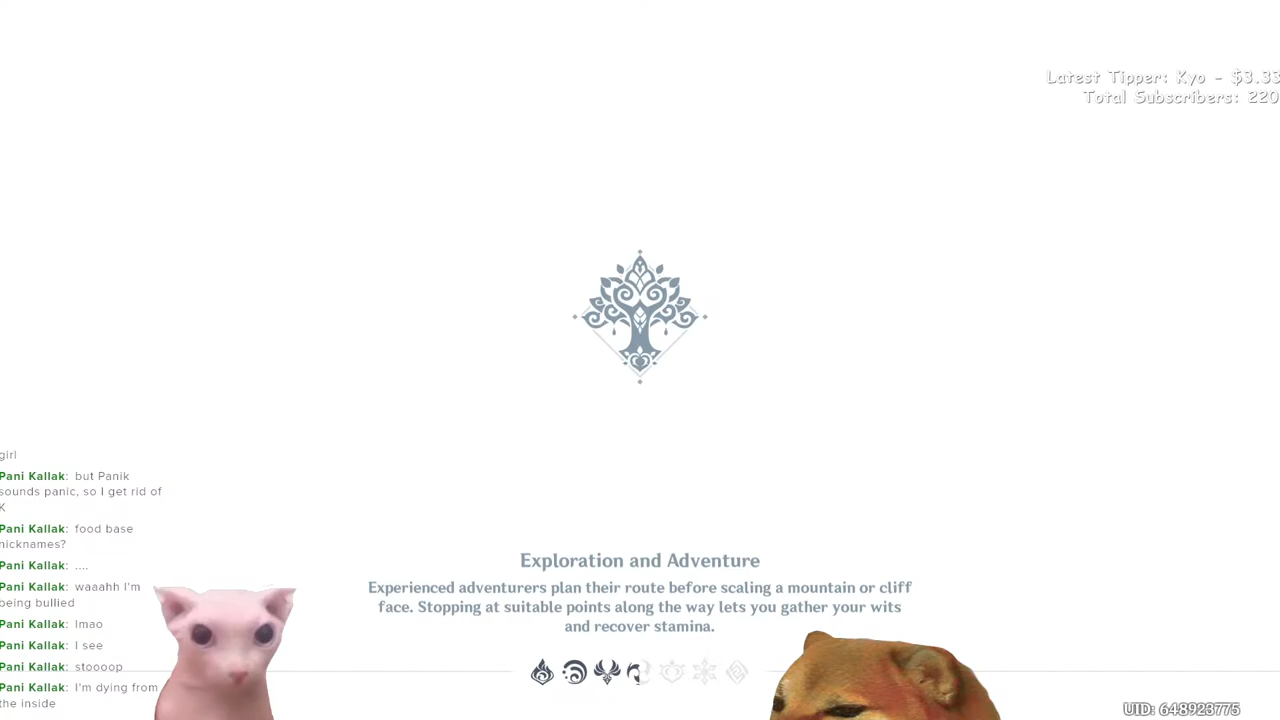 Latest Tipper: Kyo - $3.33
Total Subscribers: 220
girl
Pani Kallak: but Panik
sounds panic, so I get rid of
K
Pani Kallak: food base
nicknames?
Pani Kallak: ....
Pani Kallak: waaahh I'm
being bullied
Pani Kallak: lmao
Pani Kallak: I see
Pani Kallak: stoooop
Pani Kallak: I'm dying from
the inside
Exploration and Adventure
Experienced adventurers plan their route before scaling a mountain or cliff
face. Stopping at suitable points along the way lets you gather your wits
and recover stamina.
UID: 648923775